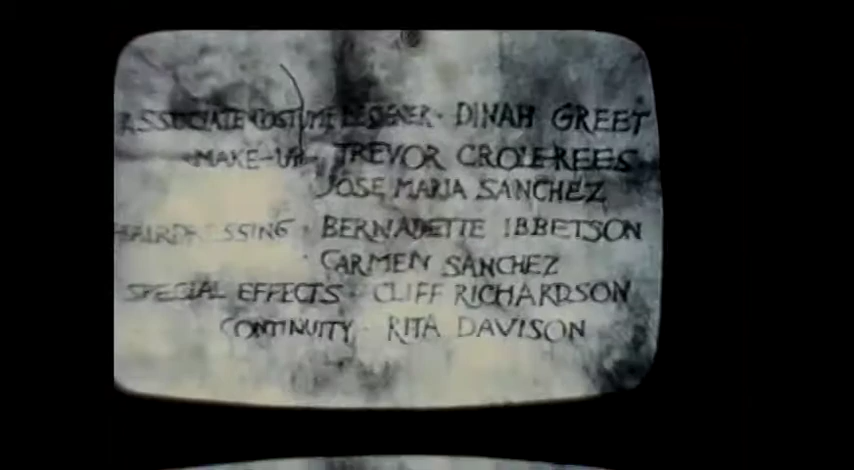 ASSOCIATE COSTUME DESIGNER · DINAH GREET
MAKE-UP · TREVOR CROLE-REES
JOSE MARIA SANCHEZ
HAIRDRESSING · BERNADETTE IBBETSON
CARMEN SANCHEZ
SPECIAL EFFECTS · CLIFF RICHARDSON
CONTINUITY · RITA DAVISON